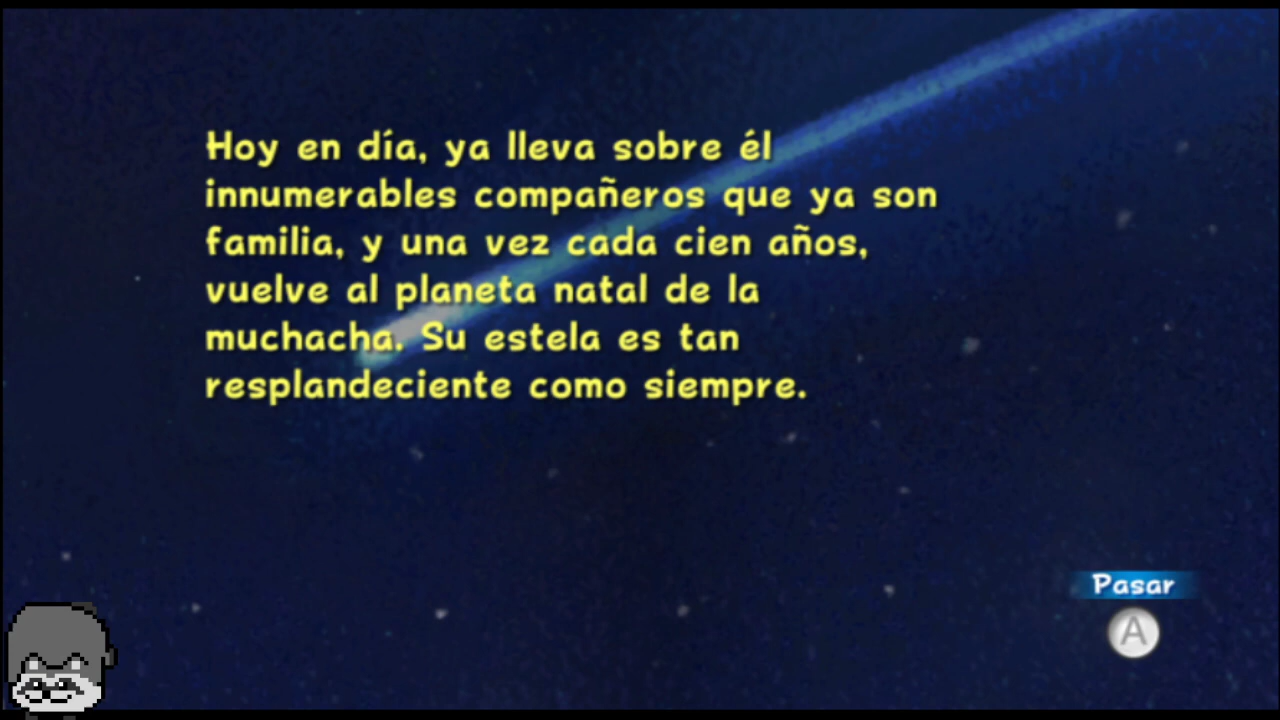 Hoy en día, ya lleva sobre él
innumerables compañeros que ya son
familia, y una vez cada cien años,
vuelve al planeta natal de la
muchacha. Su estela es tan
resplandeciente como siempre.
Pasar
A